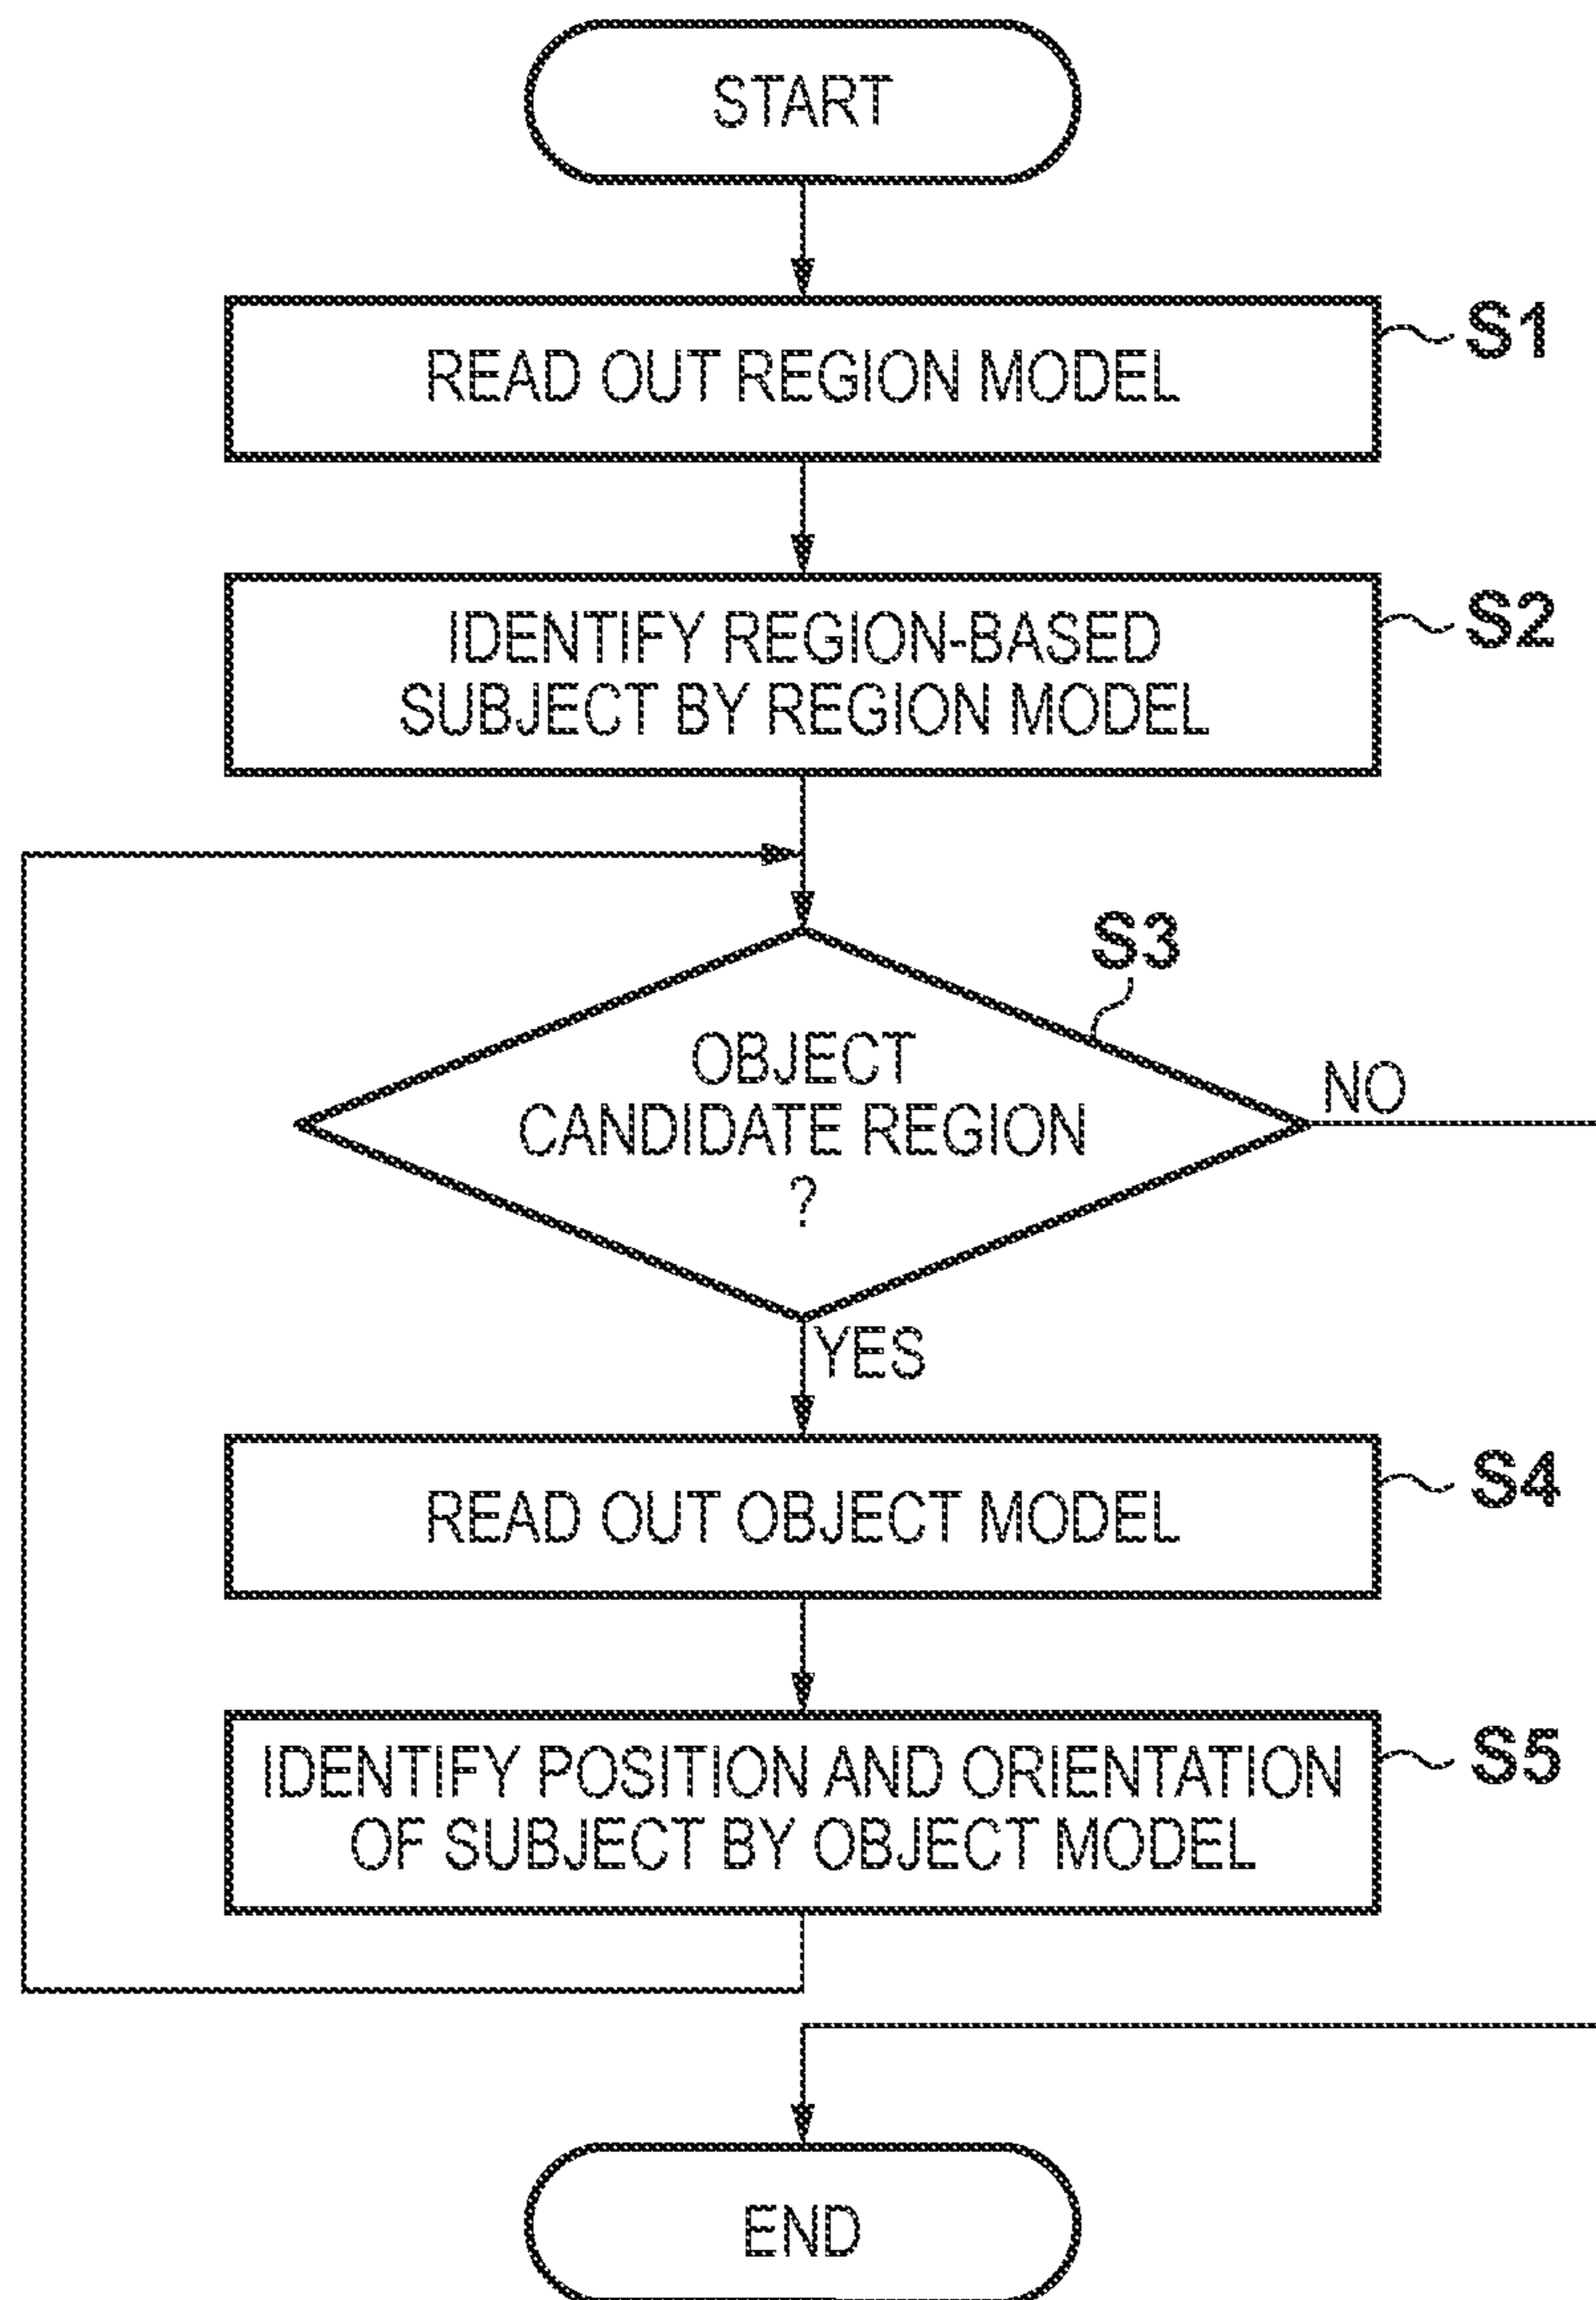 START
READ OUT REGION MODEL
S1
IDENTIFY REGION-BASED
SUBJECT BY REGION MODEL
S2
S3
OBJECT
CANDIDATE REGION
?
NO
YES
READ OUT OBJECT MODEL
S4
IDENTIFY POSITION AND ORIENTATION
OF SUBJECT BY OBJECT MODEL
S5
END